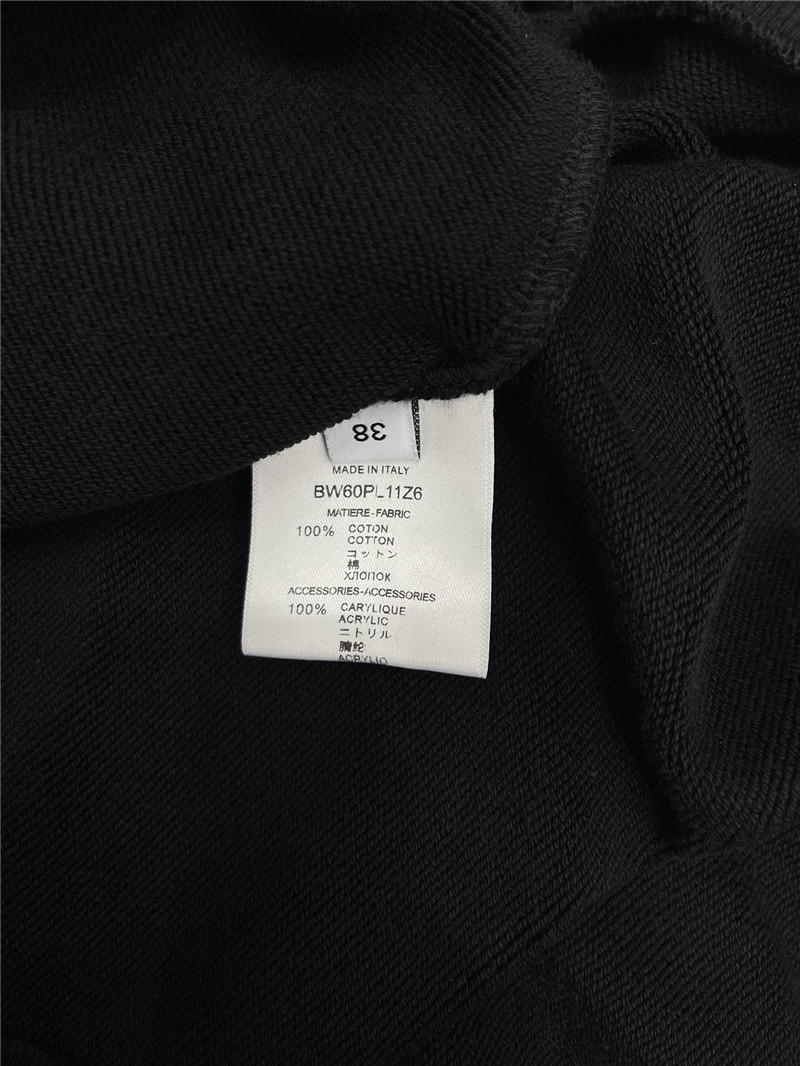 38
MADE IN ITALY
BW60PL11Z6
MATIERE-FABRIC
100% COTON
COTTON
コットン
棉
ХЛОПОК
ACCESSORIES-ACCESSORIES
100% CARYLIQUE
ACRYLIC
ニトリル
腈纶
ACRYLIC